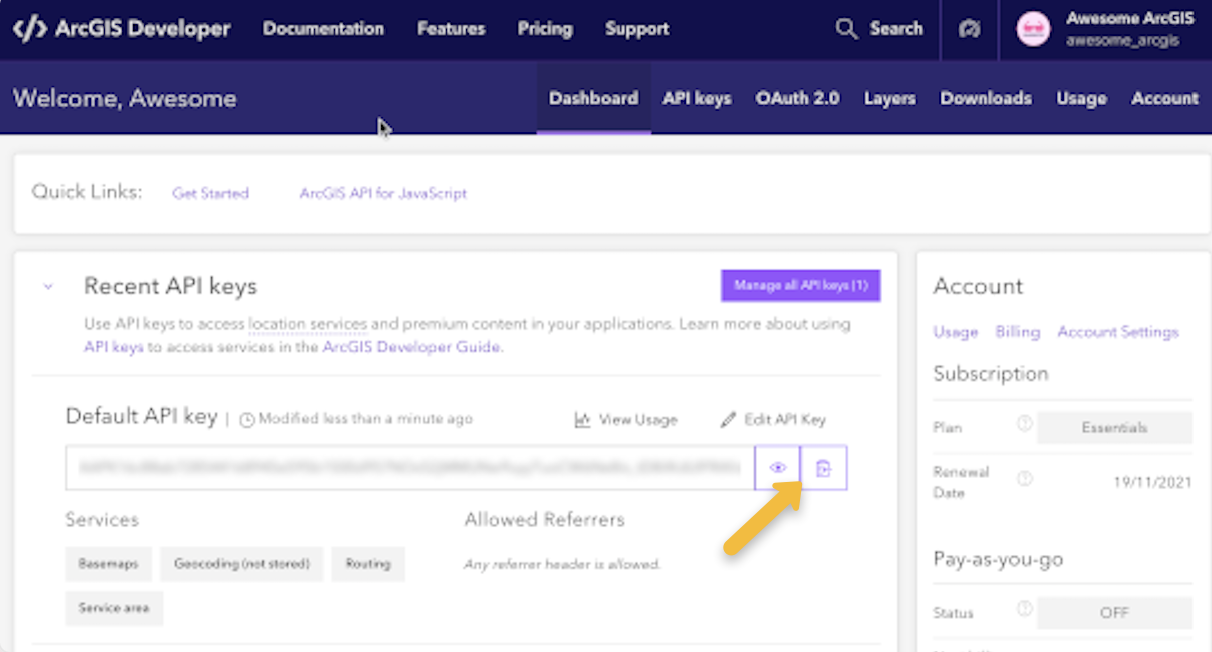 </> ArcGIS Developer Documentation Features Pricing Support Search Awesome ArcGIS
awesome_arcgis
Welcome, Awesome Dashboard API keys OAuth 2.0 Layers Downloads Usage Account
Quick Links: Get Started ArcGIS API for JavaScript
Recent API keys Manage all API keys (1)
Use API keys to access location services and premium content in your applications. Learn more about using
API keys to access services in the ArcGIS Developer Guide.
Default API key | Modified less than a minute ago View Usage Edit API Key
Services Allowed Referrers
Basemaps Geocoding (not stored) Routing Any referrer header is allowed.
Service area
Account
Usage Billing Account Settings
Subscription
Plan Essentials
Renewal
Date 19/11/2021
Pay-as-you-go
Status OFF